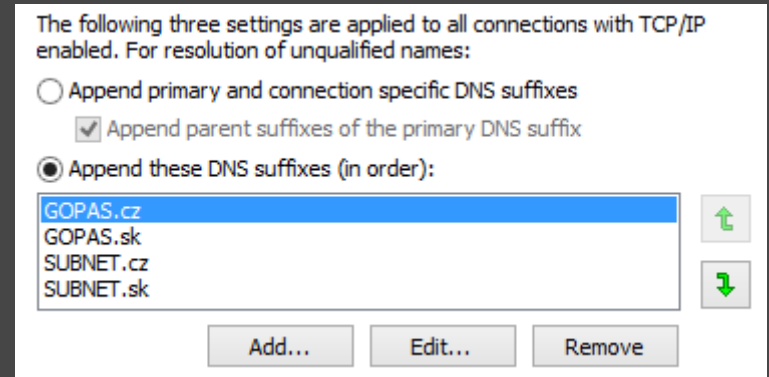 The following three settings are applied to all connections with TCP/IP
enabled. For resolution of unqualified names:
Append primary and connection specific DNS suffixes
Append parent suffixes of the primary DNS suffix
Append these DNS suffixes (in order):
GOPAS.cz
GOPAS.sk
SUBNET.cz
SUBNET.sk
Add... Edit... Remove